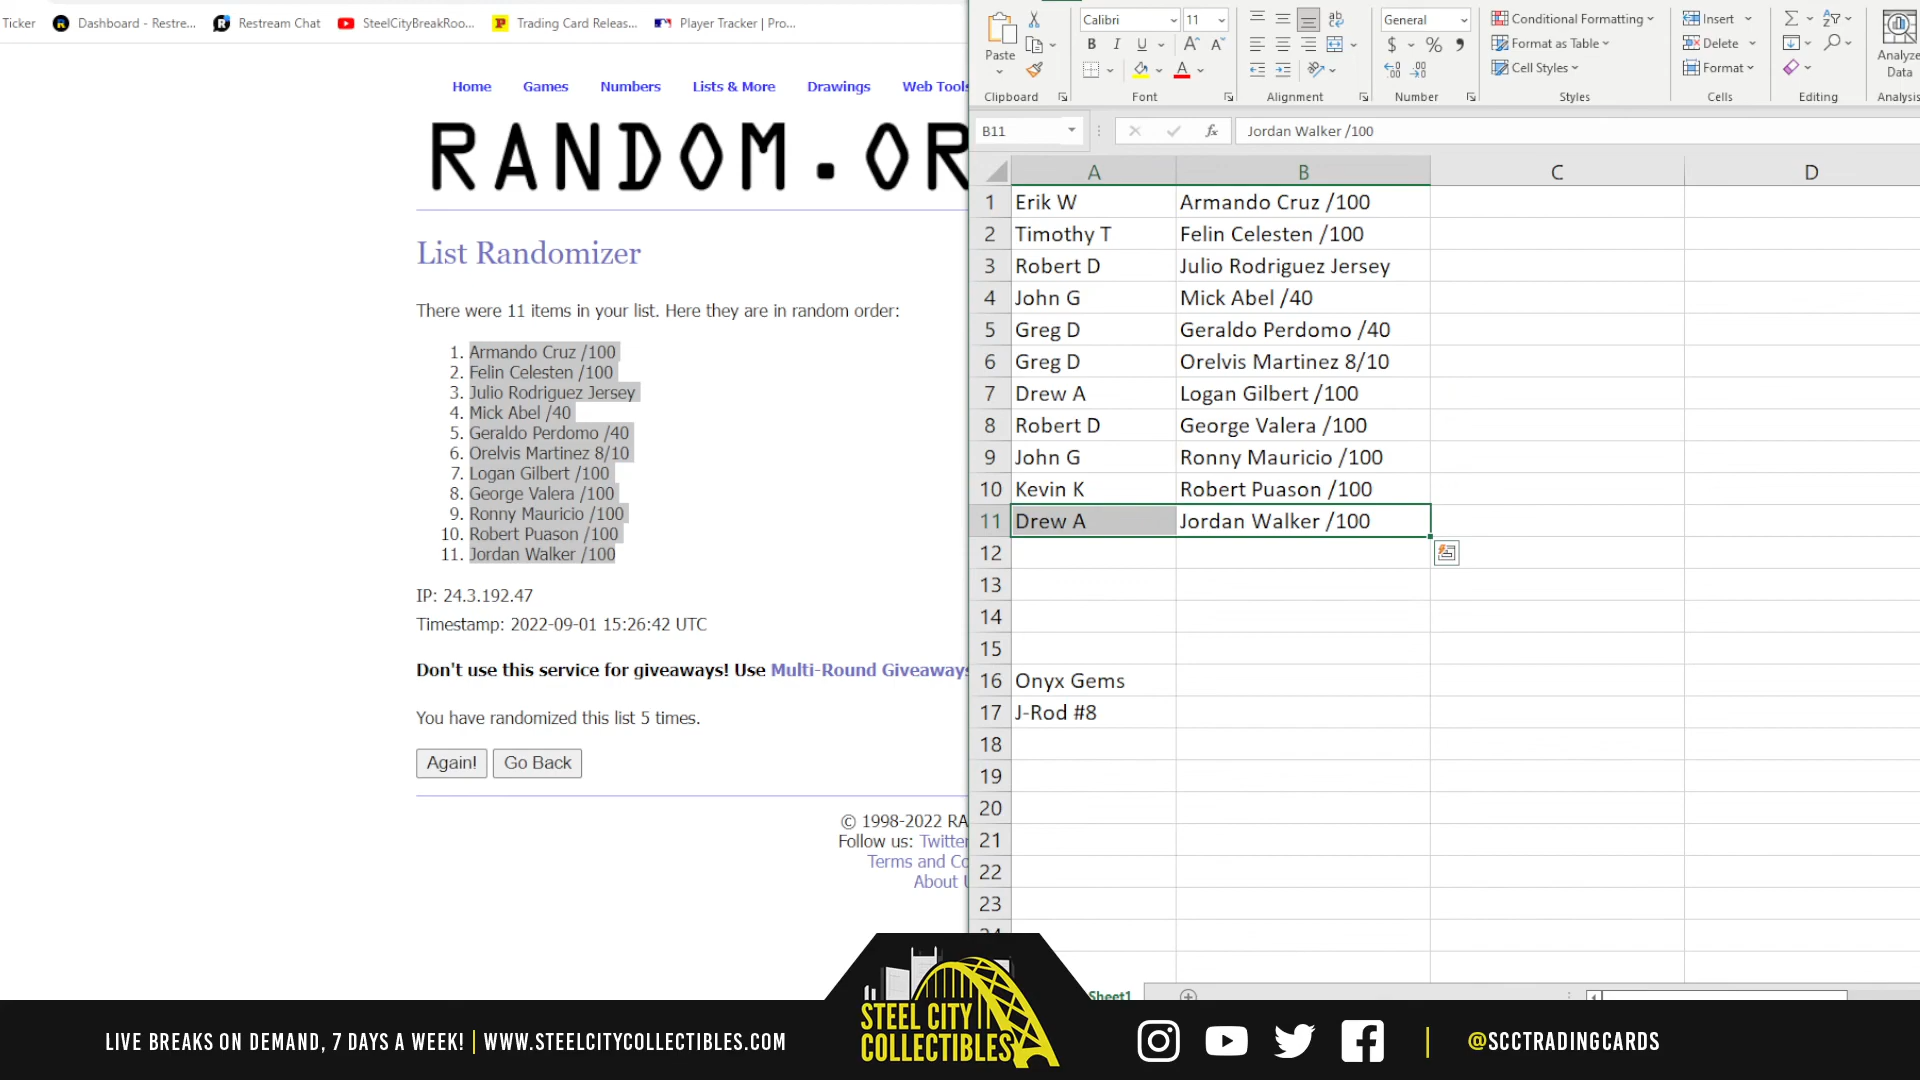 Ticker Dashboard - Restre... Restream Chat SteelCityBreakRoo... Trading Card Releas... Player Tracker | Pro...
Home Games Numbers Lists & More Drawings Web Tools
RANDOM.OR
List Randomizer
There were 11 items in your list. Here they are in random order:
1. Armando Cruz /100
2. Felin Celesten /100
3. Julio Rodriguez Jersey
4. Mick Abel /40
5. Geraldo Perdomo /40
6. Orelvis Martinez 8/10
7. Logan Gilbert /100
8. George Valera /100
9. Ronny Mauricio /100
10. Robert Puason /100
11. Jordan Walker /100
IP: 24.3.192.47
Timestamp: 2022-09-01 15:26:42 UTC
Don't use this service for giveaways! Use Multi-Round Giveaways
You have randomized this list 5 times.
Again! Go Back
© 1998-2022 RA
Follow us: Twitter
Terms and Co
About U
Paste
Calibri 11
B I U
General
$ %
Conditional Formatting
Format as Table
Cell Styles
Insert
Delete
Format
Analyze
Data
Clipboard Font Alignment Number Styles Cells Editing Analysis
B11 fx Jordan Walker /100
A B C D
1 Erik W Armando Cruz /100
2 Timothy T Felin Celesten /100
3 Robert D Julio Rodriguez Jersey
4 John G Mick Abel /40
5 Greg D Geraldo Perdomo /40
6 Greg D Orelvis Martinez 8/10
7 Drew A Logan Gilbert /100
8 Robert D George Valera /100
9 John G Ronny Mauricio /100
10 Kevin K Robert Puason /100
11 Drew A Jordan Walker /100
12
13
14
15
16 Onyx Gems
17 J-Rod #8
18
19
20
21
22
23
24
Sheet1
LIVE BREAKS ON DEMAND, 7 DAYS A WEEK! | WWW.STEELCITYCOLLECTIBLES.COM
STEEL CITY
COLLECTIBLES
@SCCTRADINGCARDS